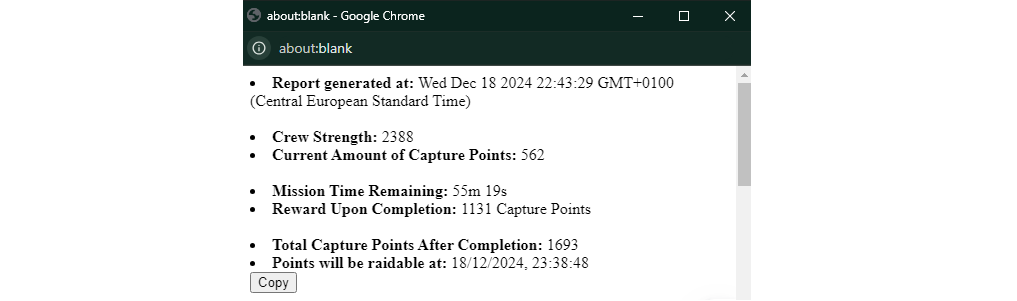 about:blank - Google Chrome
about:blank
• Report generated at: Wed Dec 18 2024 22:43:29 GMT+0100
(Central European Standard Time)
• Crew Strength: 2388
• Current Amount of Capture Points: 562
• Mission Time Remaining: 55m 19s
• Reward Upon Completion: 1131 Capture Points
• Total Capture Points After Completion: 1693
• Points will be raidable at: 18/12/2024, 23:38:48
Copy